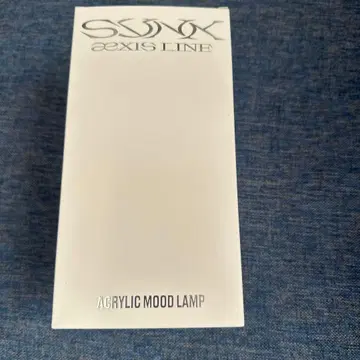 SYNK
æXIS LINE
ACRYLIC MOOD LAMP